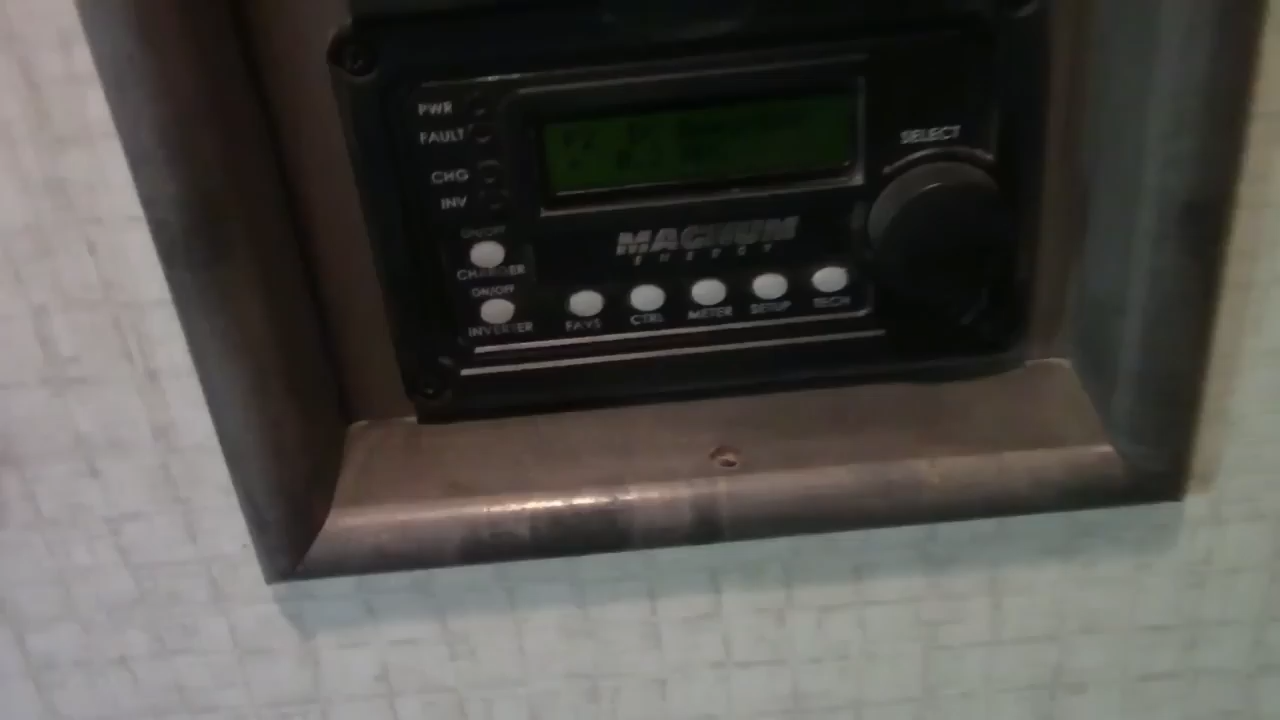 PWR
FAULT
CHG
INV
SELECT
ON/OFF
CHARGER
ON/OFF
INVERTER
MAGNUM
ENERGY
FAVS
CTRL
METER
SETUP
TECH